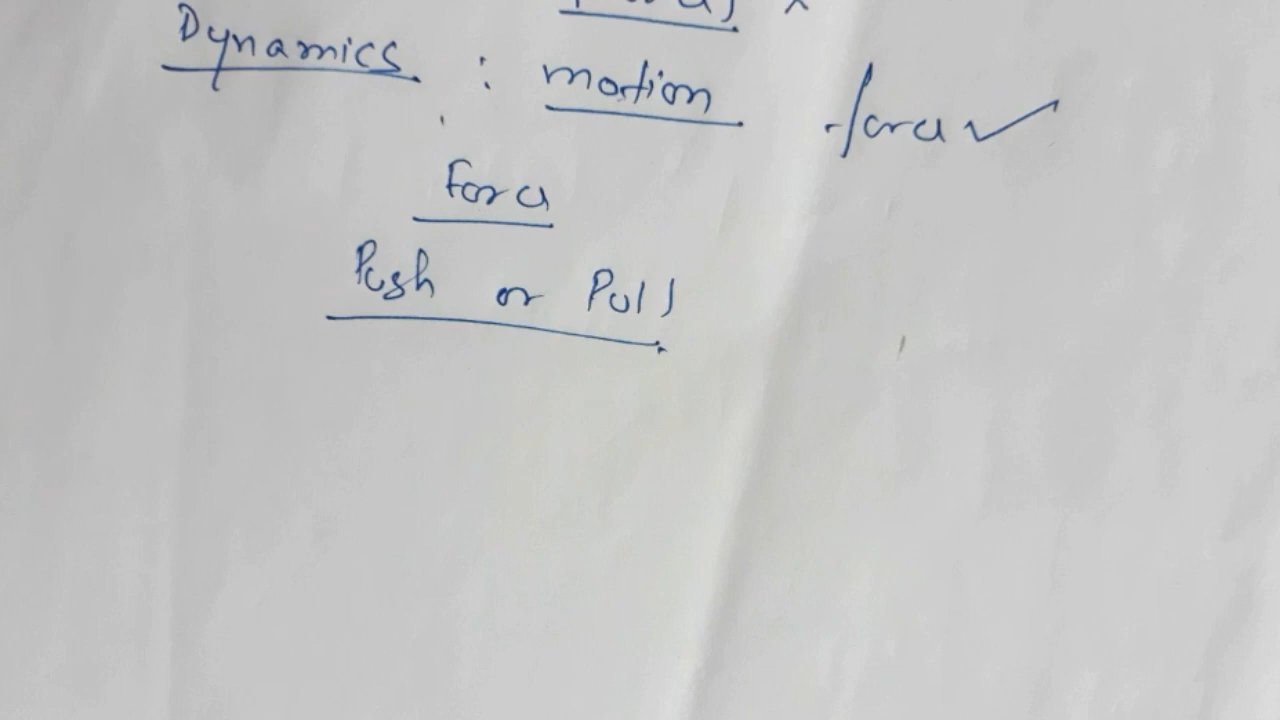 Dynamics : motion force ✓
Force
Push or Pull